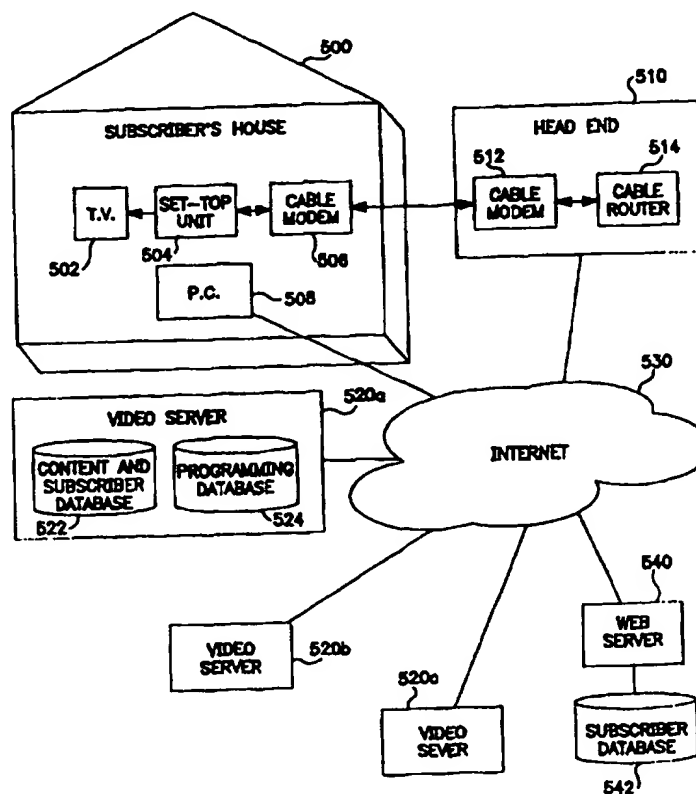 500
SUBSCRIBER'S HOUSE
T.V.
502
SET-TOP
UNIT
504
CABLE
MODEM
506
P.C.
508
510
HEAD END
512
CABLE
MODEM
514
CABLE
ROUTER
520a
VIDEO SERVER
CONTENT AND
SUBSCRIBER
DATABASE
522
PROGRAMMING
DATABASE
524
530
INTERNET
VIDEO
SERVER
520b
520c
VIDEO
SEVER
540
WEB
SERVER
SUBSCRIBER
DATABASE
542